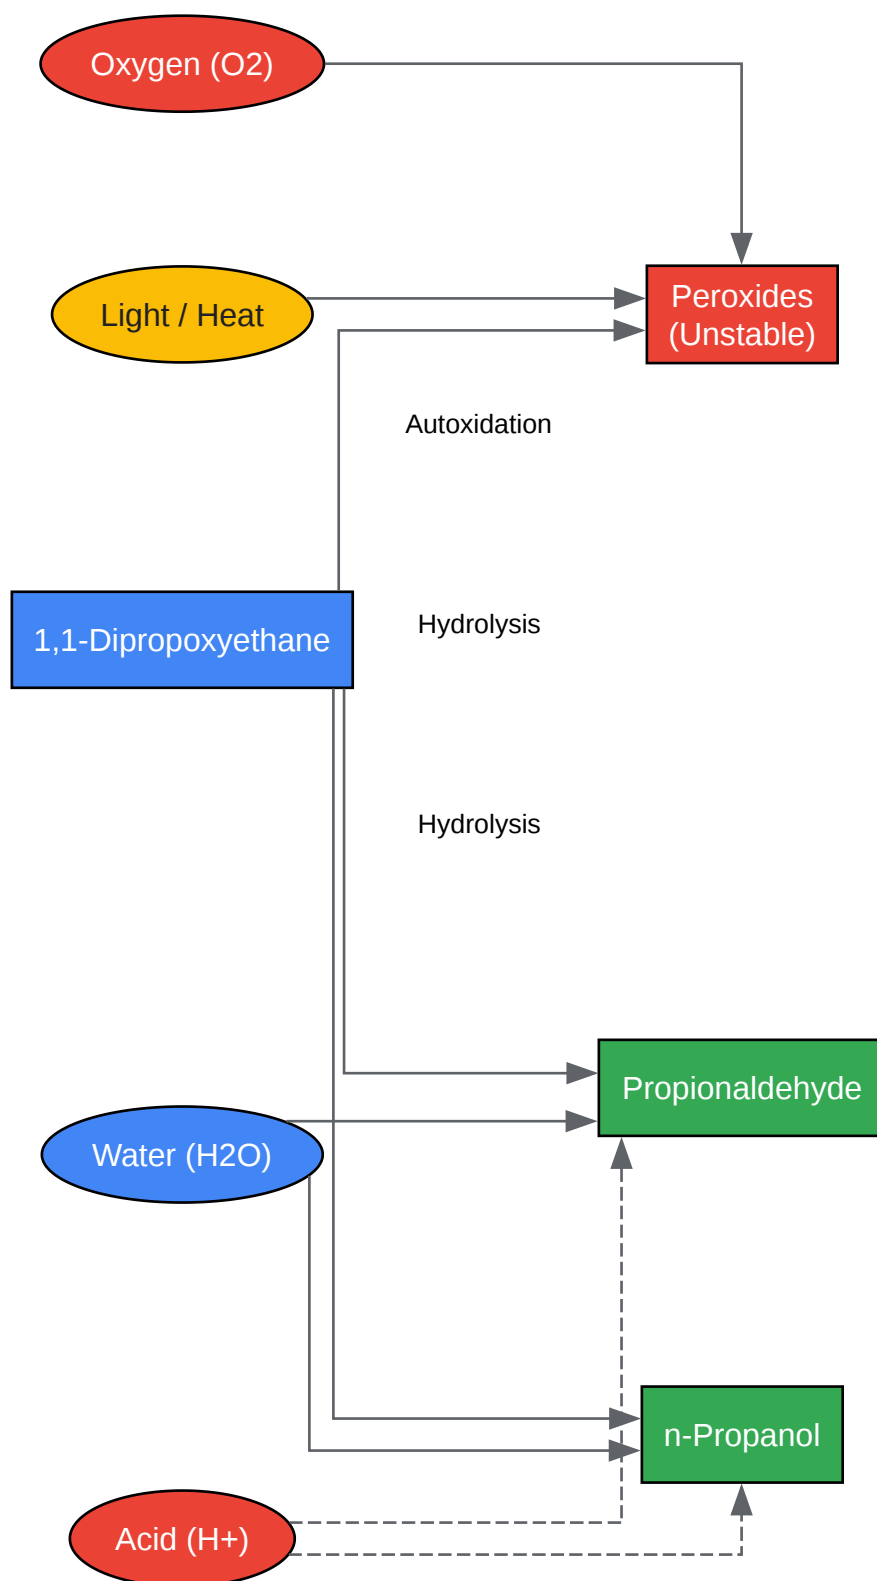 Oxygen (O2)
Light / Heat
Peroxides
(Unstable)
Autoxidation
Hydrolysis
1,1-Dipropoxyethane
Hydrolysis
Propionaldehyde
Water (H2O)
n-Propanol
Acid (H+)